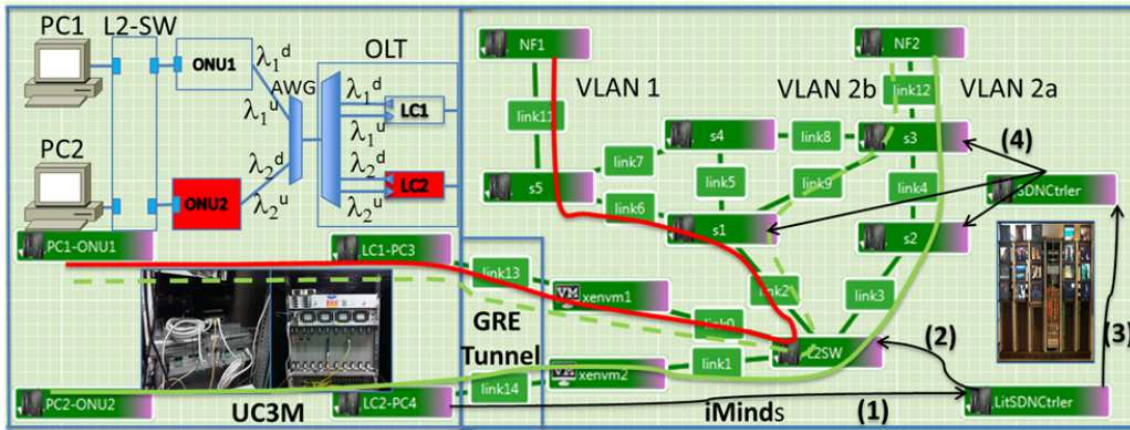 PC1 L2-SW
OLT
ONU1
λ₁ᵈ
AWG
λ₁ᵈ
LC1
λ₁ᵘ
λ₁ᵘ
PC2
λ₂ᵈ
λ₂ᵈ
ONU2
LC2
λ₂ᵘ
λ₂ᵘ
PC1-ONU1
LC1-PC3
PC2-ONU2
LC2-PC4
UC3M
GRE
Tunnel
iMinds
NF1
NF2
VLAN 1
VLAN 2b
VLAN 2a
link12
link11
s4
link8
s3
(4)
link7
s5
link5
link9
link4
SDNCtrler
link6
s1
s2
link13
VM
xenvm1
link2
link3
link0
L2SW
(2)
(3)
link1
link14
VM
xenvm2
(1)
LitSDNCtrler